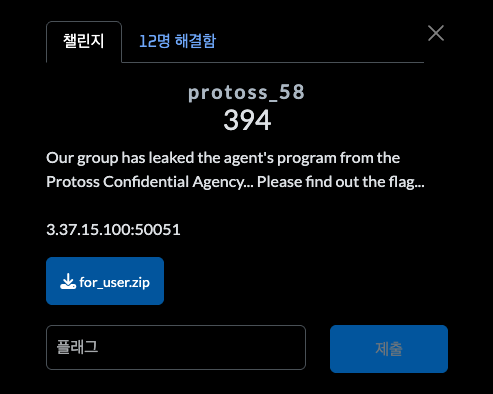 챌린지
12명 해결함
protoss_58
394
Our group has leaked the agent's program from the
Protoss Confidential Agency... Please find out the flag...
3.37.15.100:50051
for_user.zip
플래그
제출